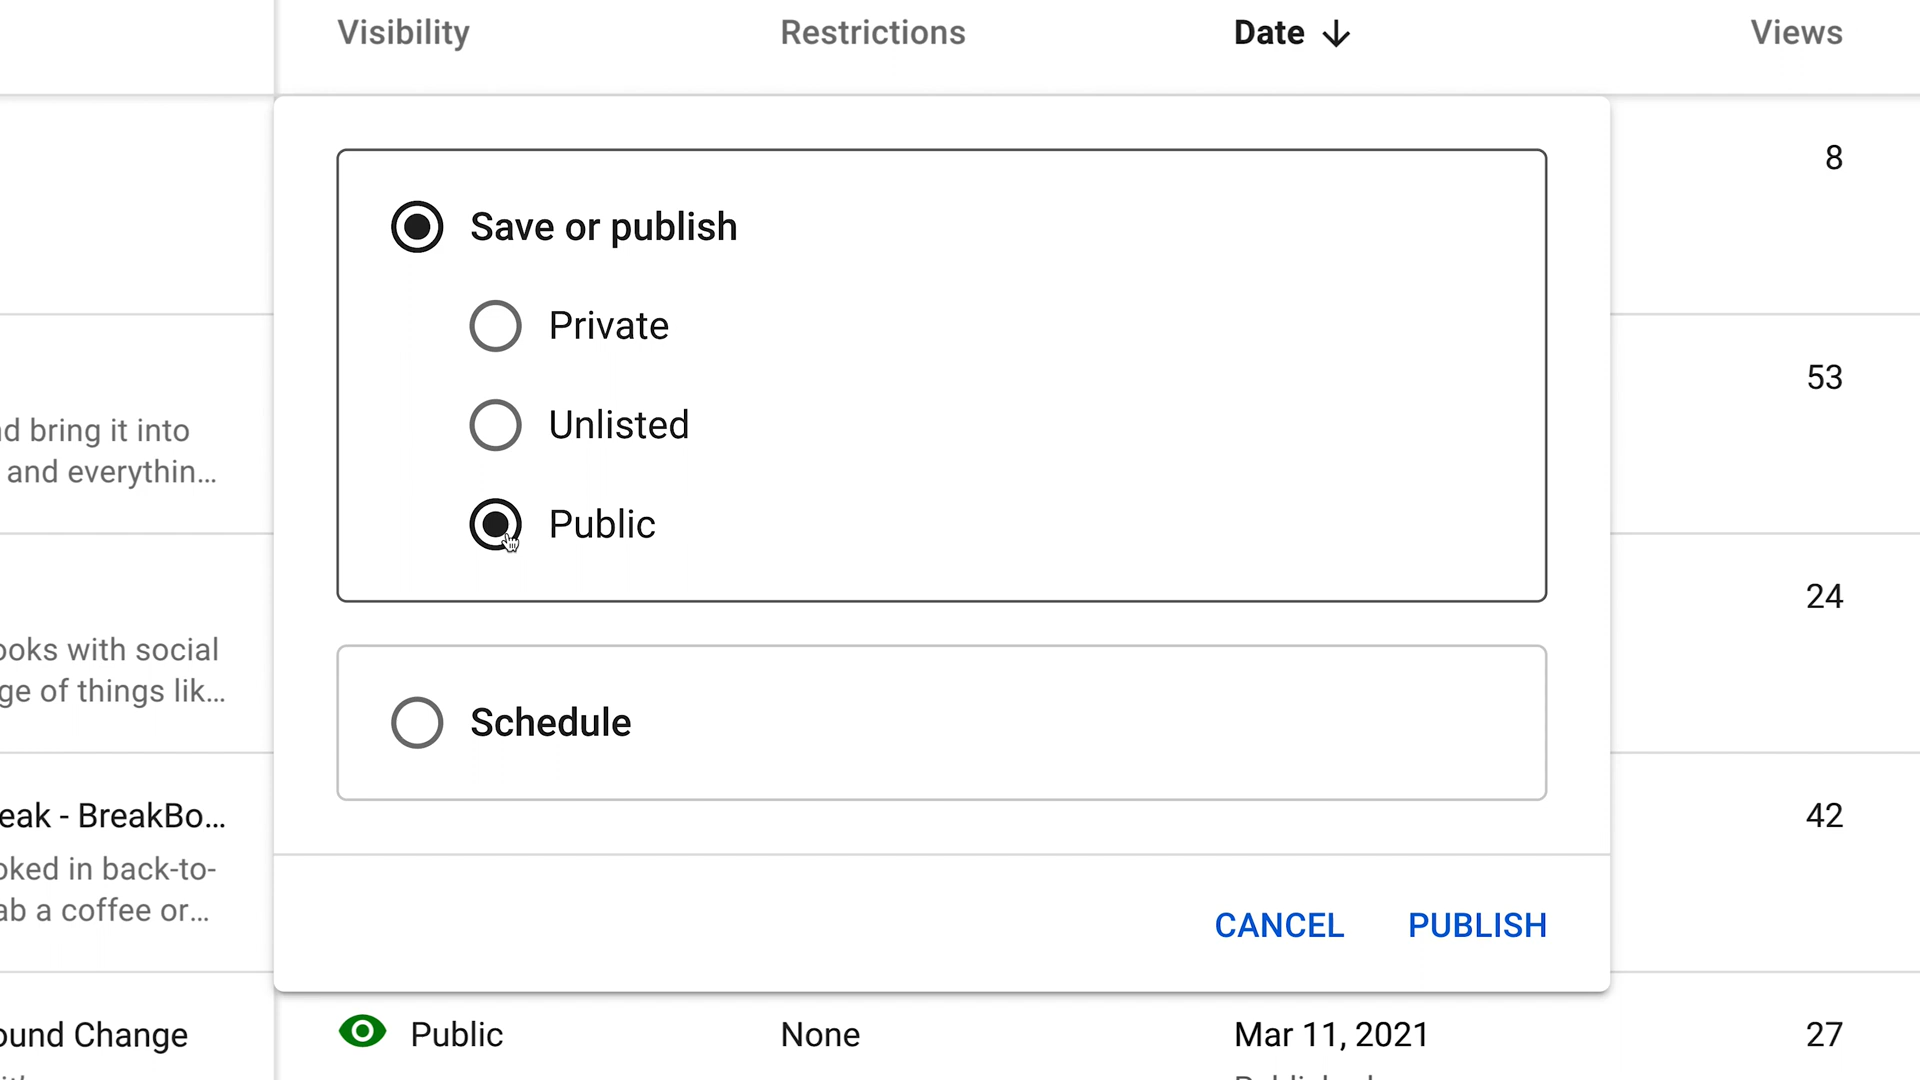 Visibility Restrictions Date Views
8
Save or publish
Private
53
Unlisted
d bring it into
and everythin...
Public
24
ooks with social
ge of things lik...
Schedule
eak - BreakBo...
42
oked in back-to-
ab a coffee or...
CANCEL PUBLISH
ound Change Public None Mar 11, 2021 27